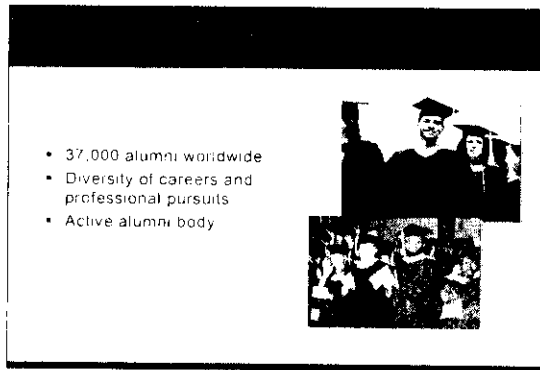 • 37,000 alumni worldwide
• Diversity of careers and
professional pursuits
• Active alumni body